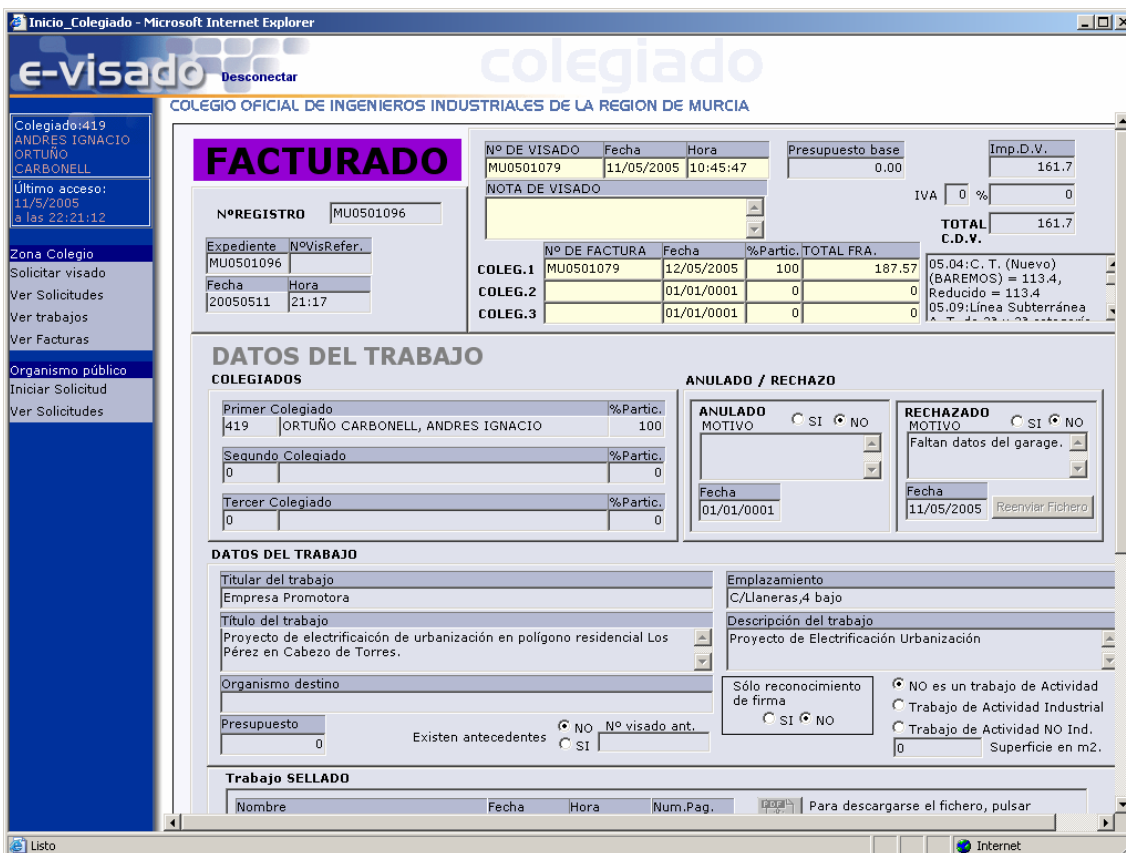 Inicio_Colegiado - Microsoft Internet Explorer
e-visado
Desconectar
colegiado
COLEGIO OFICIAL DE INGENIEROS INDUSTRIALES DE LA REGION DE MURCIA
Colegiado:419
ANDRES IGNACIO
ORTUÑO
CARBONELL
Último acceso:
11/5/2005
a las 22:21:12
Zona Colegio
Solicitar visado
Ver Solicitudes
Ver trabajos
Ver Facturas
Organismo público
Iniciar Solicitud
Ver Solicitudes
FACTURADO
NºREGISTRO MU0501096
Expediente NºVisRefer.
MU0501096
Fecha Hora
20050511 21:17
Nº DE VISADO Fecha Hora
MU0501079 11/05/2005 10:45:47
NOTA DE VISADO
Presupuesto base
0.00
Imp.D.V.
161.7
IVA 0 % 0
TOTAL 161.7
C.D.V.
Nº DE FACTURA Fecha %Partic. TOTAL FRA.
COLEG.1 MU0501079 12/05/2005 100 187.57
COLEG.2 01/01/0001 0 0
COLEG.3 01/01/0001 0 0
05.04:C. T. (Nuevo)
(BAREMOS) = 113.4,
Reducido = 113.4
05.09:Línea Subterránea
DATOS DEL TRABAJO
COLEGIADOS
Primer Colegiado %Partic.
419 ORTUÑO CARBONELL, ANDRES IGNACIO 100
Segundo Colegiado %Partic.
0 0
Tercer Colegiado %Partic.
0 0
ANULADO / RECHAZO
ANULADO SI NO
MOTIVO
Fecha
01/01/0001
RECHAZADO SI NO
MOTIVO
Faltan datos del garage.
Fecha
11/05/2005 Reenviar Fichero
DATOS DEL TRABAJO
Titular del trabajo
Empresa Promotora
Emplazamiento
C/Llaneras,4 bajo
Título del trabajo
Proyecto de electrificaicón de urbanización en polígono residencial Los
Pérez en Cabezo de Torres.
Descripción del trabajo
Proyecto de Electrificación Urbanización
Organismo destino
Presupuesto
0
Existen antecedentes NO SI
Nº visado ant.
Sólo reconocimiento
de firma
SI NO
NO es un trabajo de Actividad
Trabajo de Actividad Industrial
Trabajo de Actividad NO Ind.
0 Superficie en m2.
Trabajo SELLADO
Nombre Fecha Hora Num.Pag.
Para descargarse el fichero, pulsar
Listo
Internet